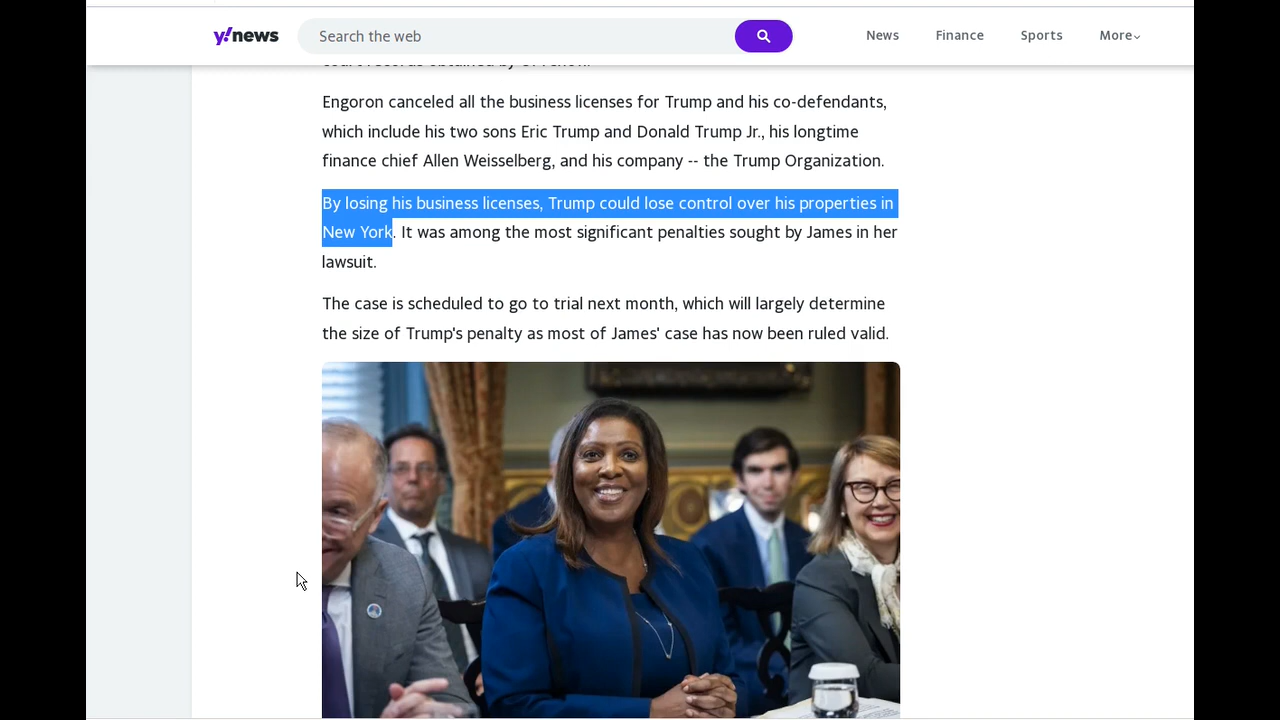 y!news
Search the web
News
Finance
Sports
More
Engoron canceled all the business licenses for Trump and his co-defendants,
which include his two sons Eric Trump and Donald Trump Jr., his longtime
finance chief Allen Weisselberg, and his company -- the Trump Organization.
By losing his business licenses, Trump could lose control over his properties in
New York. It was among the most significant penalties sought by James in her
lawsuit.
The case is scheduled to go to trial next month, which will largely determine
the size of Trump's penalty as most of James' case has now been ruled valid.